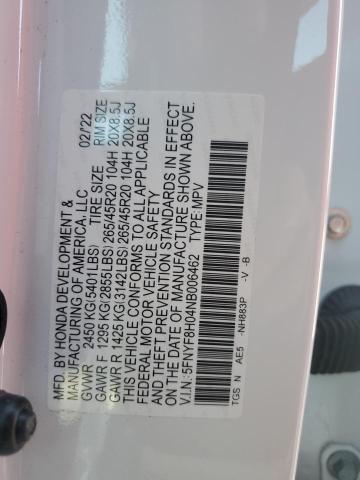 MFD. BY HONDA DEVELOPMENT &
MANUFACTURING OF AMERICA, LLC 02/'22
GVWR 2450 KG(5401LBS) TIRE SIZE RIM SIZE
GAWR F 1295 KG(2855LBS)265/45R20 104H 20X8.5J
GAWR R 1425 KG(3142LBS)265/45R20 104H 20X8.5J
THIS VEHICLE CONFORMS TO ALL APPLICABLE
FEDERAL MOTOR VEHICLE SAFETY
AND THEFT PREVENTION STANDARDS IN EFFECT
ON THE DATE OF MANUFACTURE SHOWN ABOVE.
V.I.N.:5FNYF8H04NB006462 TYPE:MPV
TGS N AE5 -NH883P -V -B